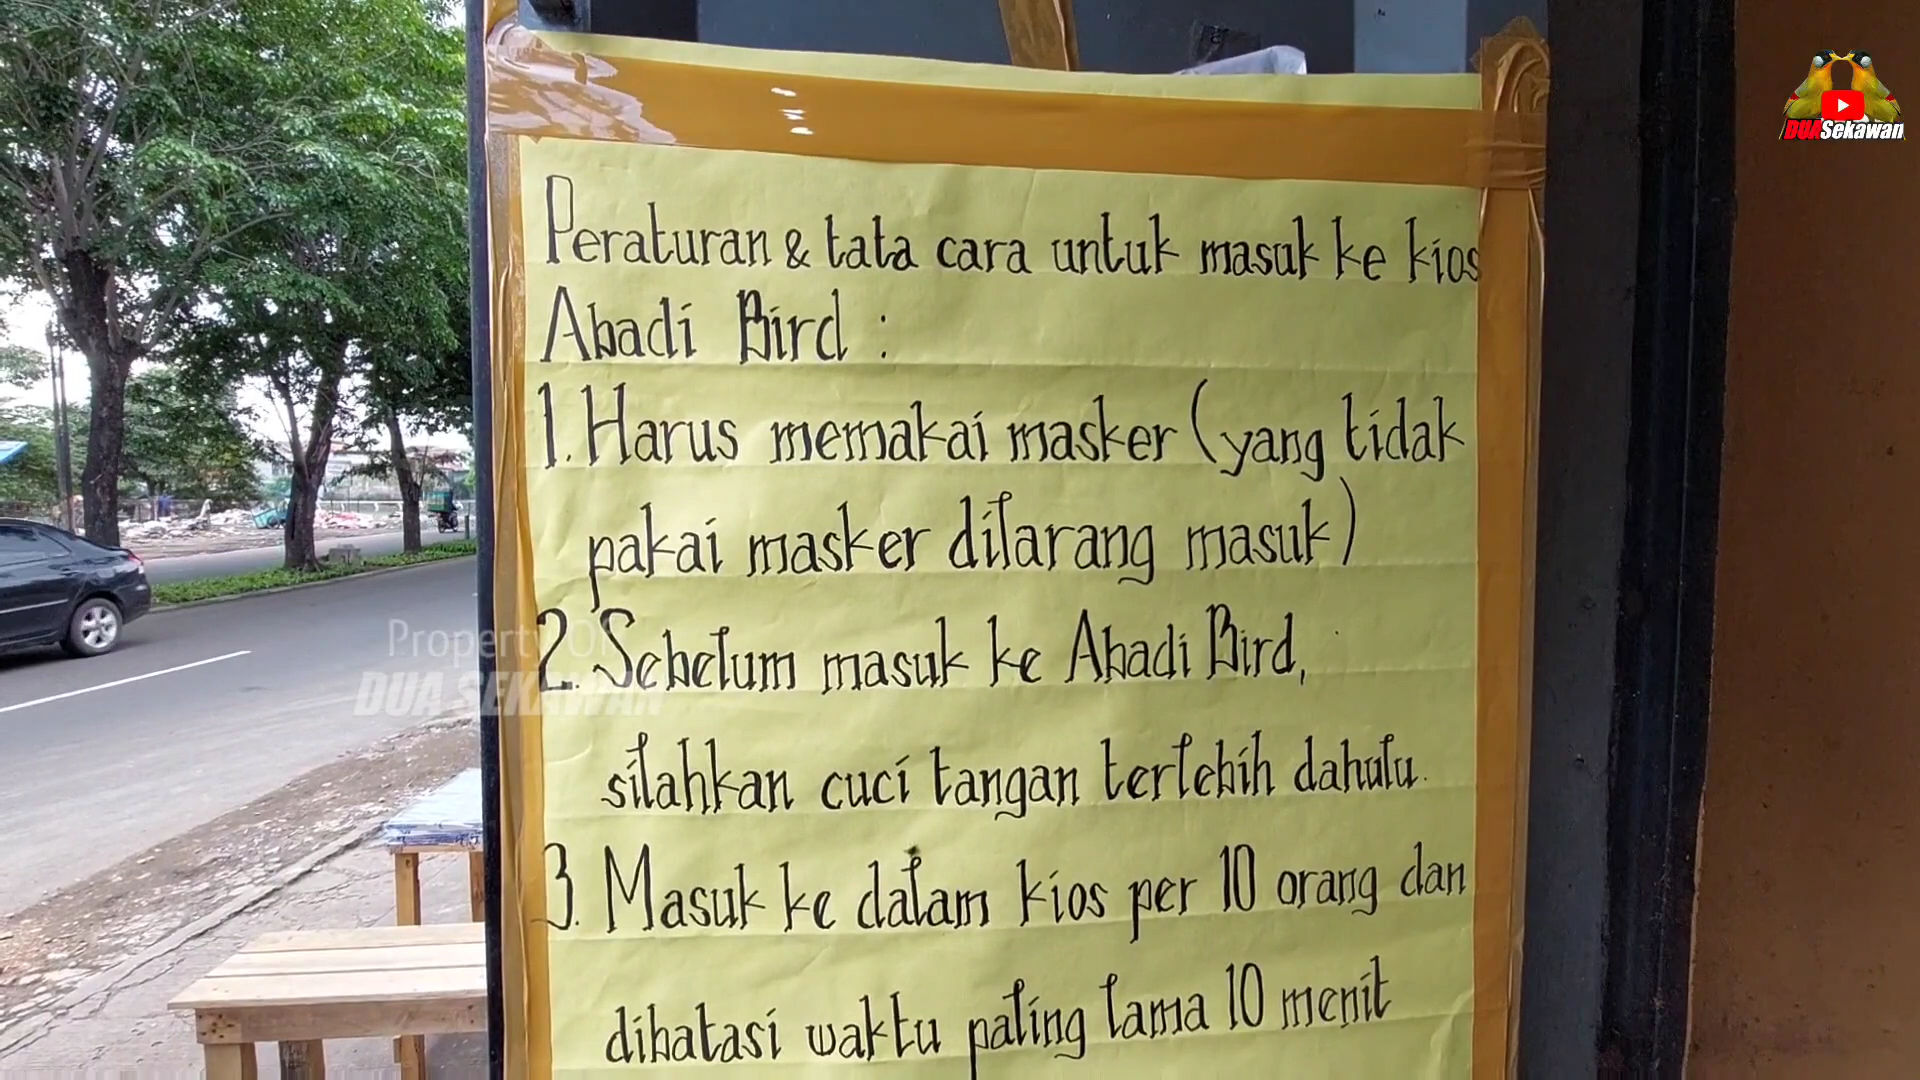 DUASekawan
Peraturan & tata cara untuk masuk ke kios
Abadi Bird :
1. Harus memakai masker (yang tidak
pakai masker dilarang masuk)
2. Sebelum masuk ke Abadi Bird,
silahkan cuci tangan terlebih dahulu.
3. Masuk ke dalam kios per 10 orang dan
dibatasi waktu paling lama 10 menit
Property Of
DUA SEKAWAN